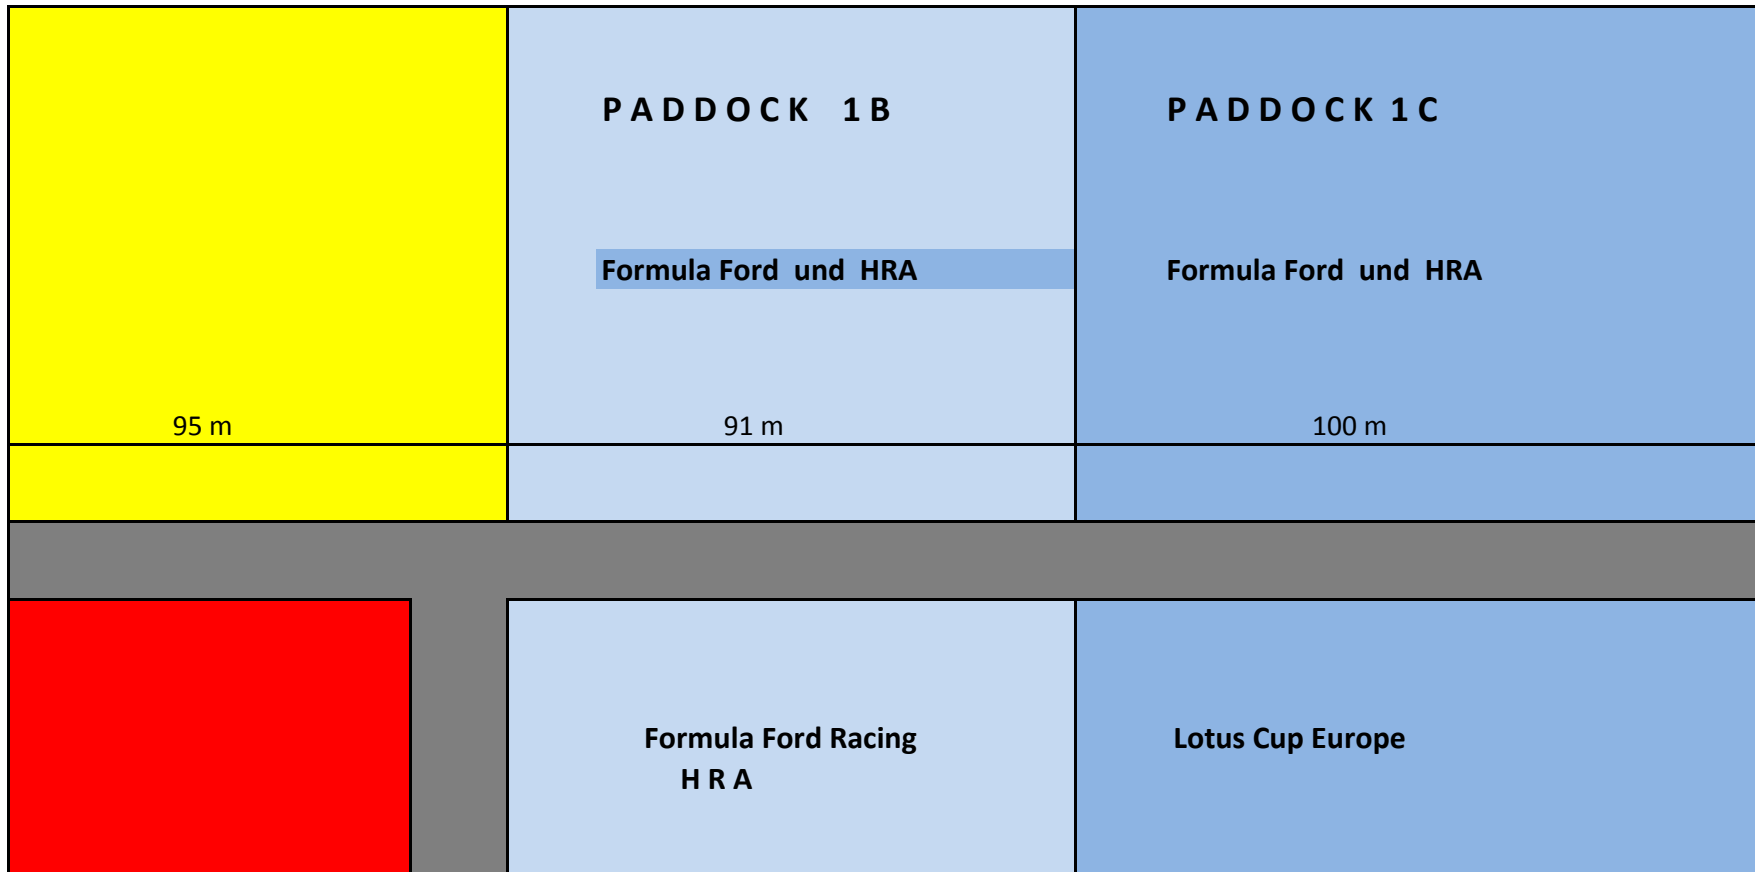 P A D D O C K 1 B
P A D D O C K 1 C
Formula Ford und HRA
Formula Ford und HRA
95 m
91 m
100 m
Formula Ford Racing
H R A
Lotus Cup Europe